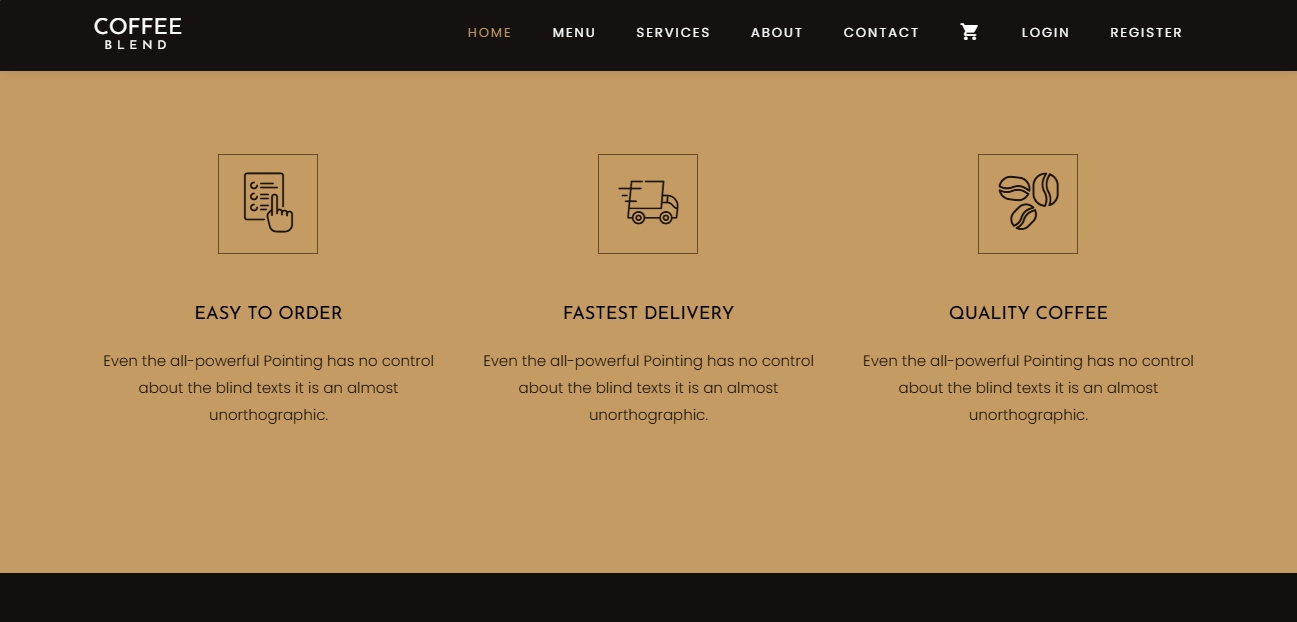 COFFEE
BLEND
HOME MENU SERVICES ABOUT CONTACT LOGIN REGISTER
EASY TO ORDER
Even the all-powerful Pointing has no control
about the blind texts it is an almost
unorthographic.
FASTEST DELIVERY
Even the all-powerful Pointing has no control
about the blind texts it is an almost
unorthographic.
QUALITY COFFEE
Even the all-powerful Pointing has no control
about the blind texts it is an almost
unorthographic.